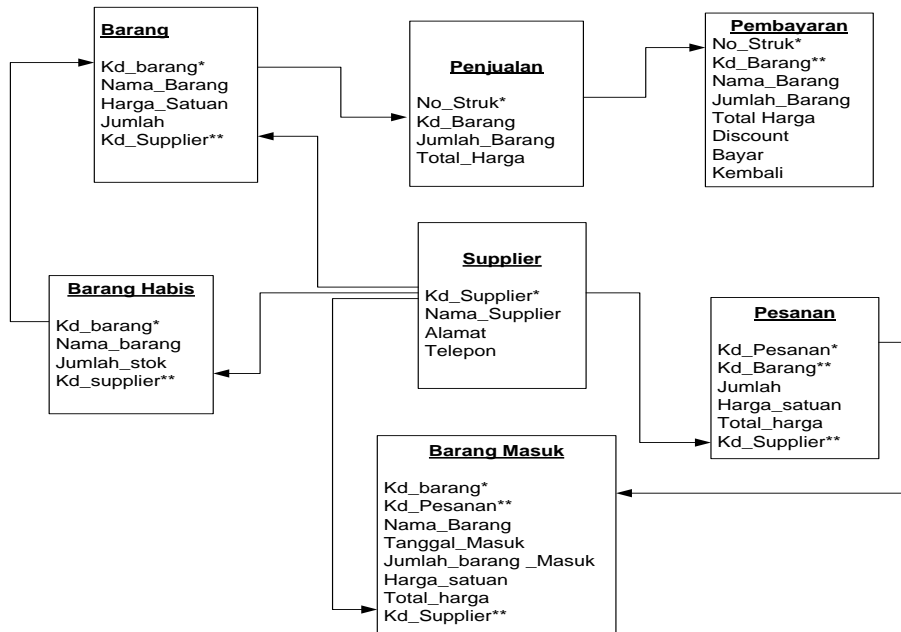 Barang
Kd_barang*
Nama_Barang
Harga_Satuan
Jumlah
Kd_Supplier**
Penjualan
No_Struk*
Kd_Barang
Jumlah_Barang
Total_Harga
Pembayaran
No_Struk*
Kd_Barang**
Nama_Barang
Jumlah_Barang
Total Harga
Discount
Bayar
Kembali
Barang Habis
Kd_barang*
Nama_barang
Jumlah_stok
Kd_supplier**
Supplier
Kd_Supplier*
Nama_Supplier
Alamat
Telepon
Pesanan
Kd_Pesanan*
Kd_Barang**
Jumlah
Harga_satuan
Total_harga
Kd_Supplier**
Barang Masuk
Kd_barang*
Kd_Pesanan**
Nama_Barang
Tanggal_Masuk
Jumlah_barang _Masuk
Harga_satuan
Total_harga
Kd_Supplier**